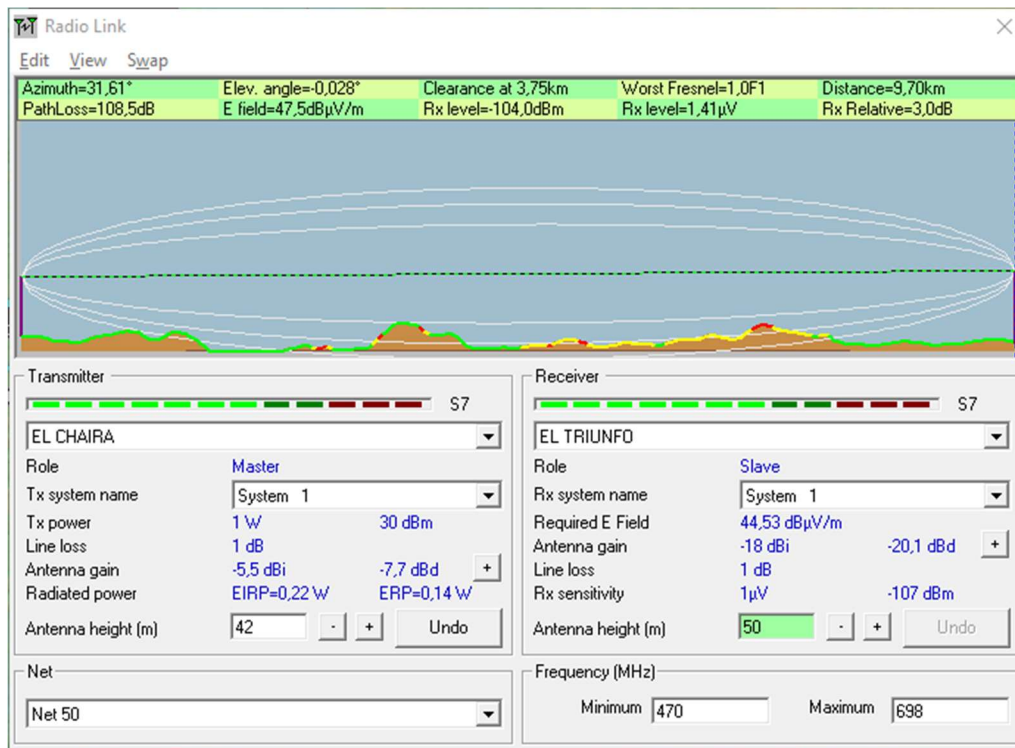 Radio Link
Edit View Swap
Azimuth=31,61° Elev. angle=-0,028° Clearance at 3,75km Worst Fresnel=1,0F1 Distance=9,70km
PathLoss=108,5dB E field=47,5dBµV/m Rx level=-104,0dBm Rx level=1,41µV Rx Relative=3,0dB
Transmitter
S7
EL CHAIRA
Role Master
Tx system name System 1
Tx power 1 W 30 dBm
Line loss 1 dB
Antenna gain -5,5 dBi -7,7 dBd +
Radiated power EIRP=0,22 W ERP=0,14 W
Antenna height (m) 42 - + Undo
Net
Net 50
Receiver
S7
EL TRIUNFO
Role Slave
Rx system name System 1
Required E Field 44,53 dBµV/m
Antenna gain -18 dBi -20,1 dBd +
Line loss 1 dB
Rx sensitivity 1µV -107 dBm
Antenna height (m) 50 - + Undo
Frequency (MHz)
Minimum 470 Maximum 698